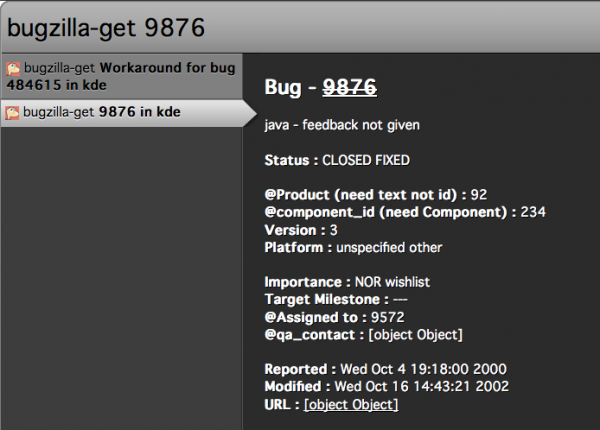 bugzilla-get 9876
bugzilla-get Workaround for bug
484615 in kde
bugzilla-get 9876 in kde
Bug - 9876
java - feedback not given
Status : CLOSED FIXED
@Product (need text not id) : 92
@component_id (need Component) : 234
Version : 3
Platform : unspecified other
Importance : NOR wishlist
Target Milestone : ---
@Assigned to : 9572
@qa_contact : [object Object]
Reported : Wed Oct 4 19:18:00 2000
Modified : Wed Oct 16 14:43:21 2002
URL : [object Object]